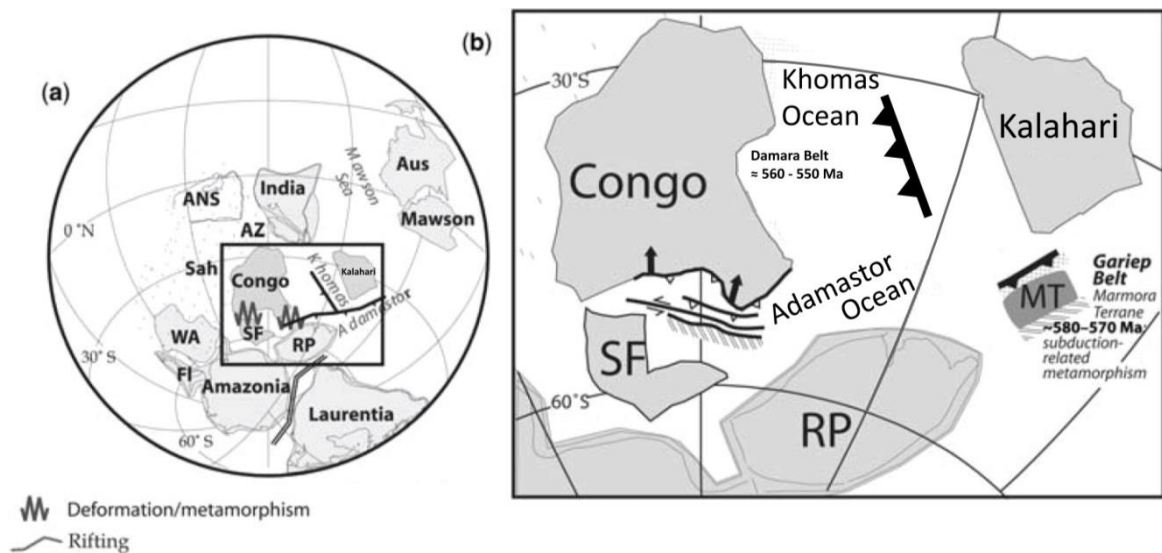 (a)
Mawson
Sea
Aus
Mawson
India
ANS
AZ
0˚N
Sah
Congo
Khomas
Kalahari
Adamastor
SF
RP
WA
FI
Amazonia
Laurentia
30˚S
60˚S
Deformation/metamorphism
Rifting
(b)
30˚S
Khomas
Ocean
Kalahari
Damara Belt
≈ 560 - 550 Ma
Congo
Adamastor
Ocean
Gariep
Belt
MT
Marmora
Terrane
~580–570 Ma:
subduction-
related
metamorphism
SF
60˚S
RP